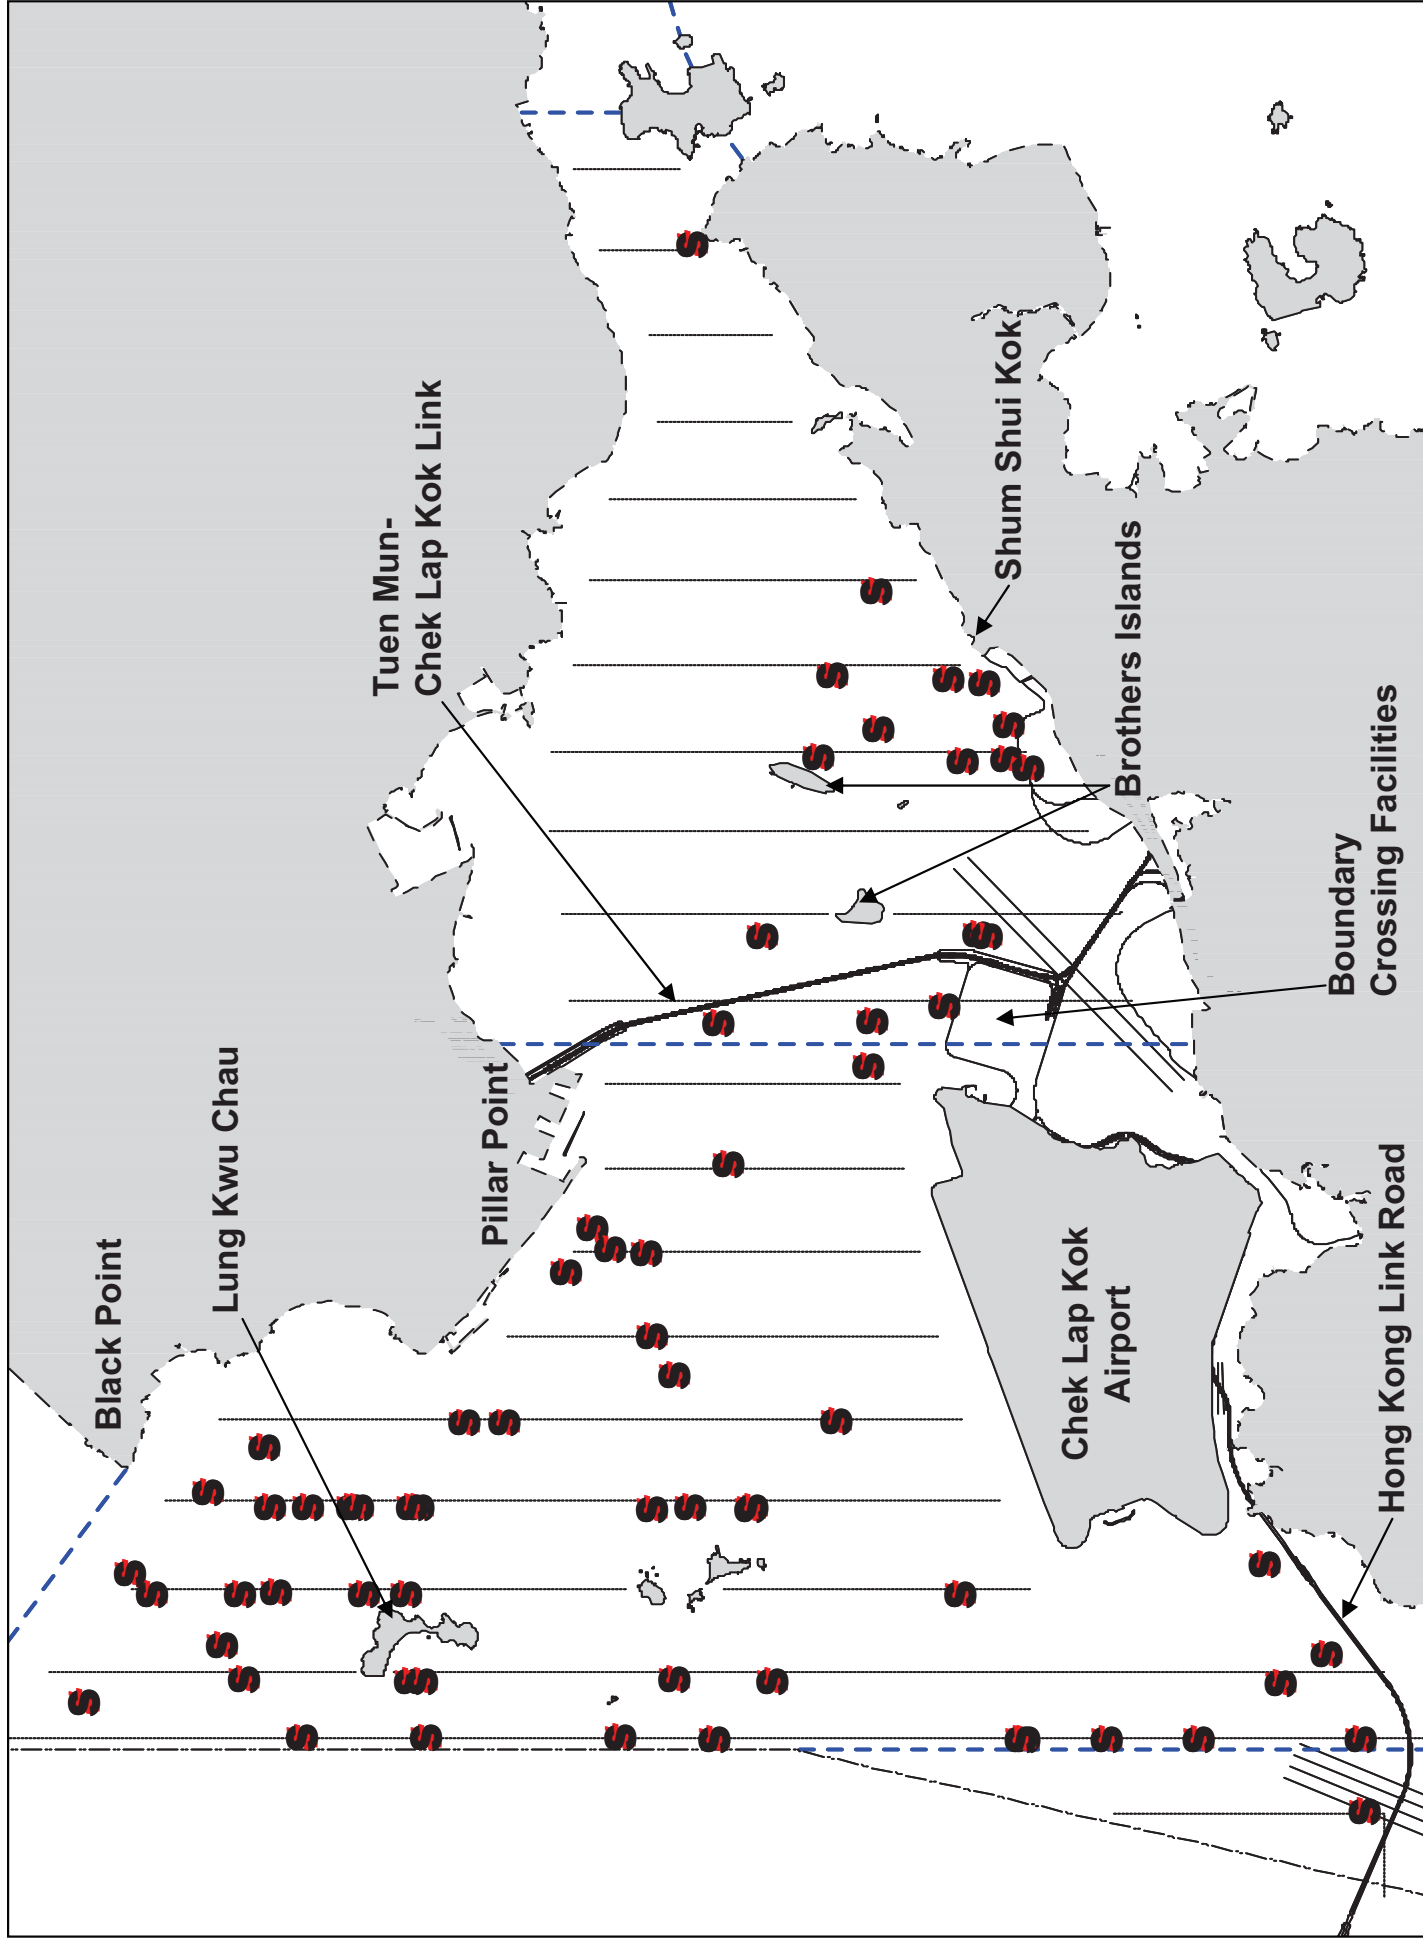 Black Point
Lung Kwu Chau
Pillar Point
Tuen Mun-
Chek Lap Kok Link
Shum Shui Kok
Brothers Islands
Boundary
Crossing Facilities
Chek Lap Kok
Airport
Hong Kong Link Road